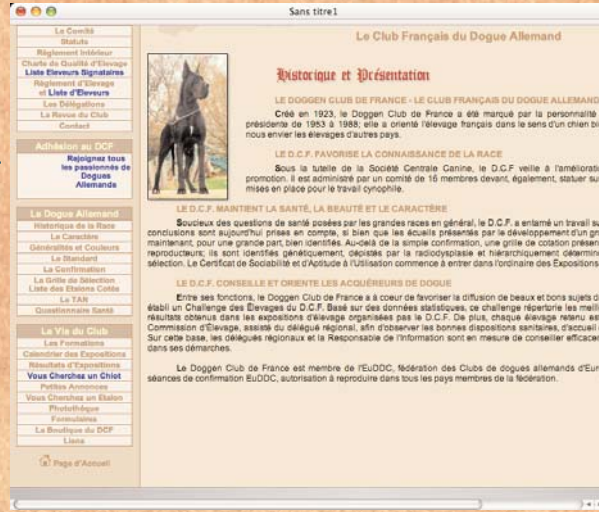 Sans titre1
Le Comité
Statuts
Règlement Intérieur
Charte de Qualité d'Elevage
Liste Eleveurs Signataires
Règlement d'Elevage
et Liste d'Eleveurs
Les Délégations
La Revue du Club
Contact
Adhésion au DCF
Rejoignez tous
les passionnés de
Dogues
Allemands
Le Dogue Allemand
Historique de la Race
Le Caractère
Généralités et Couleurs
Le Standard
La Confirmation
La Grille de Sélection
Liste des Etalons Cotés
Le TAN
Questionnaire Santé
La Vie du Club
Les Formations
Calendrier des Expositions
Résultats d'Expositions
Vous Cherchez un Chiot
Petites Annonces
Vous Cherchez un Etalon
Photothèque
Formulaires
La Boutique du DCF
Liens
Page d'Accueil
Le Club Français du Dogue Allemand
Historique et Présentation
LE DOGGEN CLUB DE FRANCE - LE CLUB FRANÇAIS DU DOGUE ALLEMAND
Créé en 1923, le Doggen Club de France a été marqué par la personnalité
présidente de 1953 à 1988; elle a orienté l'élevage français dans le sens d'un chien bi
nous envier les élevages d'autres pays.
LE D.C.F. FAVORISE LA CONNAISSANCE DE LA RACE
Sous la tutelle de la Société Centrale Canine, le D.C.F veille à l'amélioratio
promotion. Il est administré par un comité de 16 membres devant, également, statuer su
mises en place pour le travail cynophile.
LE D.C.F. MAINTIENT LA SANTÉ, LA BEAUTÉ ET LE CARACTÈRE
Soucieux des questions de santé posées par les grandes races en général, le D.C.F. a entamé un travail su
conclusions sont aujourd'hui prises en compte, si bien que les écueils présentés par le développement d'un gr
maintenant, pour une grande part, bien identifiés. Au-delà de la simple confirmation, une grille de cotation présen
reproducteurs; ils sont identifiés génétiquement, dépistés par la radiodysplasie et hiérarchiquement détermin
sélection. Le Certificat de Sociabilité et d'Aptitude à l'Utilisation commence à entrer dans l'ordinaire des Expositions
LE D.C.F. CONSEILLE ET ORIENTE LES ACQUÉREURS DE DOGUE
Entre ses fonctions, le Doggen Club de France a à coeur de favoriser la diffusion de beaux et bons sujets d
établi un Challenge des Élevages du D.C.F. Basé sur des données statistiques, ce challenge répertorie les meill
résultats obtenus dans les expositions d'élevage organisées pas le D.C.F. De plus, chaque élevage retenu est
Commission d'Élevage, assisté du délégué régional, afin d'observer les bonnes dispositions sanitaires, d'accueil
Sur cette base, les délégués régionaux et la Responsable de l'Information sont en mesure de conseiller efficacem
dans ses démarches.
Le Doggen Club de France est membre de l'EuDDC, fédération des Clubs de dogues allemands d'Eur
séances de confirmation EuDDC, autorisation à reproduire dans tous les pays membres de la fédération.